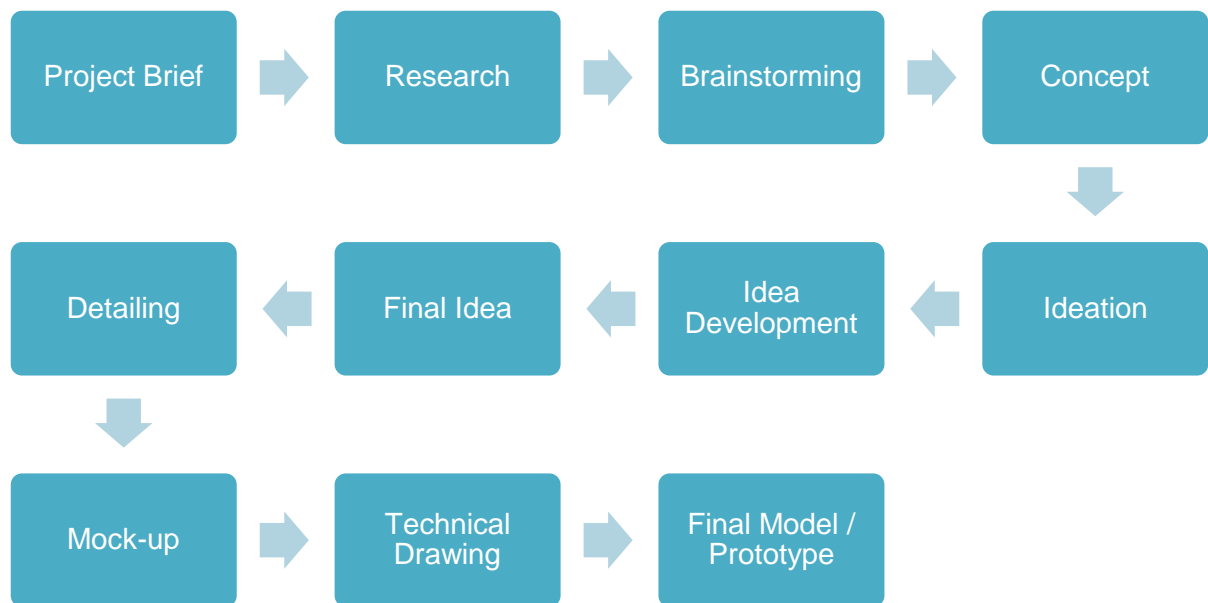 Project Brief
Research
Brainstorming
Concept
Ideation
Idea
Development
Final Idea
Detailing
Mock-up
Technical
Drawing
Final Model /
Prototype